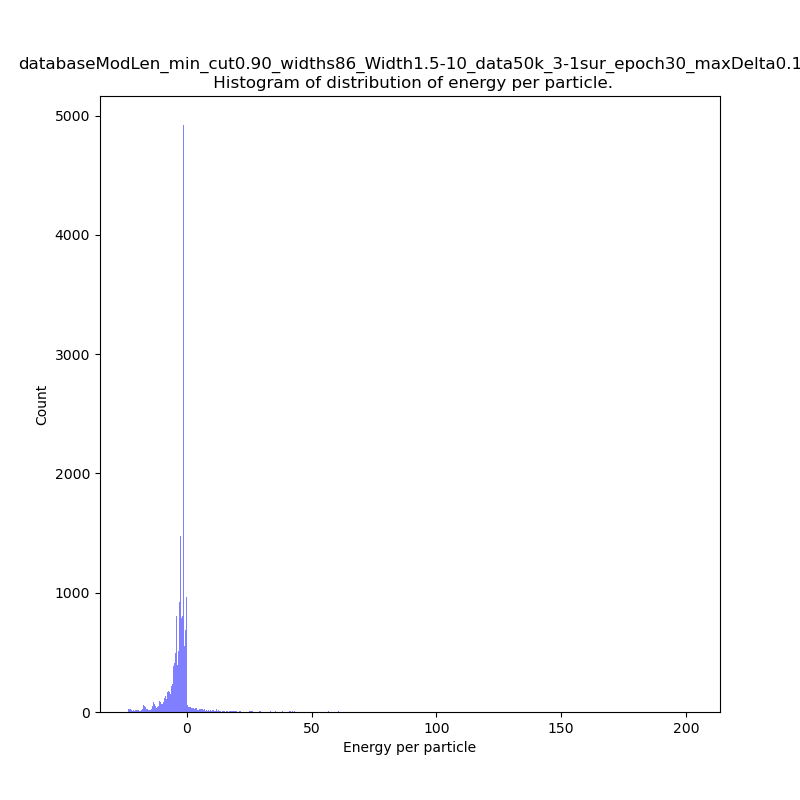 databaseModLen_min_cut0.90_widths86_Width1.5-10_data50k_3-1sur_epoch30_maxDelta0.1
Histogram of distribution of energy per particle.
5000
4000
3000
2000
1000
0
Count
0 50 100 150 200
Energy per particle